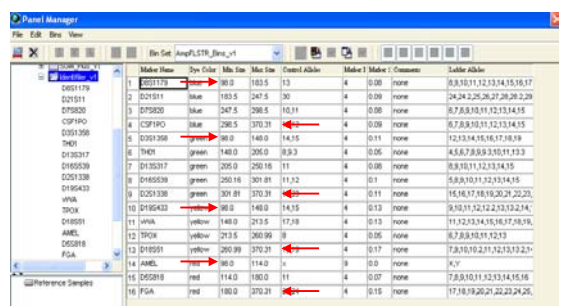 Panel Manager
File Edit Bins View
Bin Set: AmpFLSTR_Bins_v1
Identifiler_v1
D8S1179
D21S11
D7S820
CSF1PO
D3S1358
TH01
D13S317
D16S539
D2S1338
D19S433
vWA
TPOX
D18S51
AMEL
D5S818
FGA
Reference Samples
Marker Name Dye Color Min Size Max Size Control Alleles Comments Ladder Alleles
1 D8S1179 blue 98.0 183.5 13 4 0.08 none 8,9,10,11,12,13,14,15,16,17
2 D21S11 blue 183.5 247.5 30 4 0.09 none 24,24.2,25,26,27,28,28.2,29
3 D7S820 blue 247.5 298.5 10,11 4 0.08 none 6,7,8,9,10,11,12,13,14,15
4 CSF1PO blue 298.5 370.31 4 0.09 none 6,7,8,9,10,11,12,13,14,15
5 D3S1358 green 98.0 148.0 14,15 4 0.11 none 12,13,14,15,16,17,18,19
6 TH01 green 148.0 205.0 8,9.3 4 0.05 none 4,5,6,7,8,9,9.3,10,11,13.3
7 D13S317 green 205.0 250.16 11 4 0.08 none 8,9,10,11,12,13,14,15
8 D16S539 green 250.16 301.81 11,12 4 0.1 none 5,8,9,10,11,12,13,14,15
9 D2S1338 green 301.81 370.31 4 0.11 none 15,16,17,18,19,20,21,22,23,
10 D19S433 yellow 98.0 148.0 14,15 4 0.13 none 9,10,11,12,12.2,13,13.2,14,
11 vWA yellow 148.0 213.5 17,18 4 0.13 none 11,12,13,14,15,16,17,18,19,
12 TPOX yellow 213.5 260.99 8 4 0.05 none 6,7,8,9,10,11,12,13
13 D18S51 yellow 260.99 370.31 4 0.17 none 7,9,10,10.2,11,12,13,13.2,14
14 AMEL red 98.0 114.0 x 9 0.0 none X,Y
15 D5S818 red 114.0 180.0 11 4 0.07 none 7,8,9,10,11,12,13,14,15,16
16 FGA red 180.0 370.31 4 0.15 none 17,18,19,20,21,22,23,24,25,